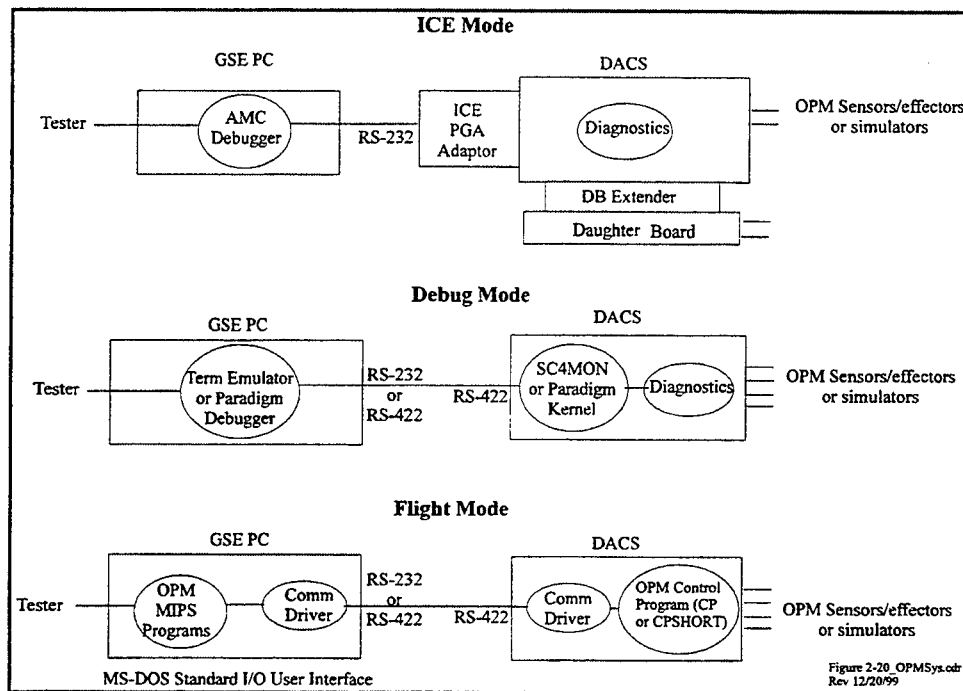 ICE Mode
GSE PC
DACS
Tester
AMC
Debugger
RS-232
ICE
PGA
Adaptor
Diagnostics
OPM Sensors/effectors
or simulators
DB Extender
Daughter Board
Debug Mode
GSE PC
DACS
Tester
Term Emulator
or Paradigm
Debugger
RS-232
or
RS-422
RS-422
SC4MON
or Paradigm
Kernel
Diagnostics
OPM Sensors/effectors
or simulators
Flight Mode
GSE PC
DACS
Tester
OPM
MIPS
Programs
Comm
Driver
RS-232
or
RS-422
RS-422
Comm
Driver
OPM Control
Program (CP
or CPSHORT)
OPM Sensors/effectors
or simulators
MS-DOS Standard I/O User Interface
Figure 2-20_OPMSys.cdr
Rev 12/20/99